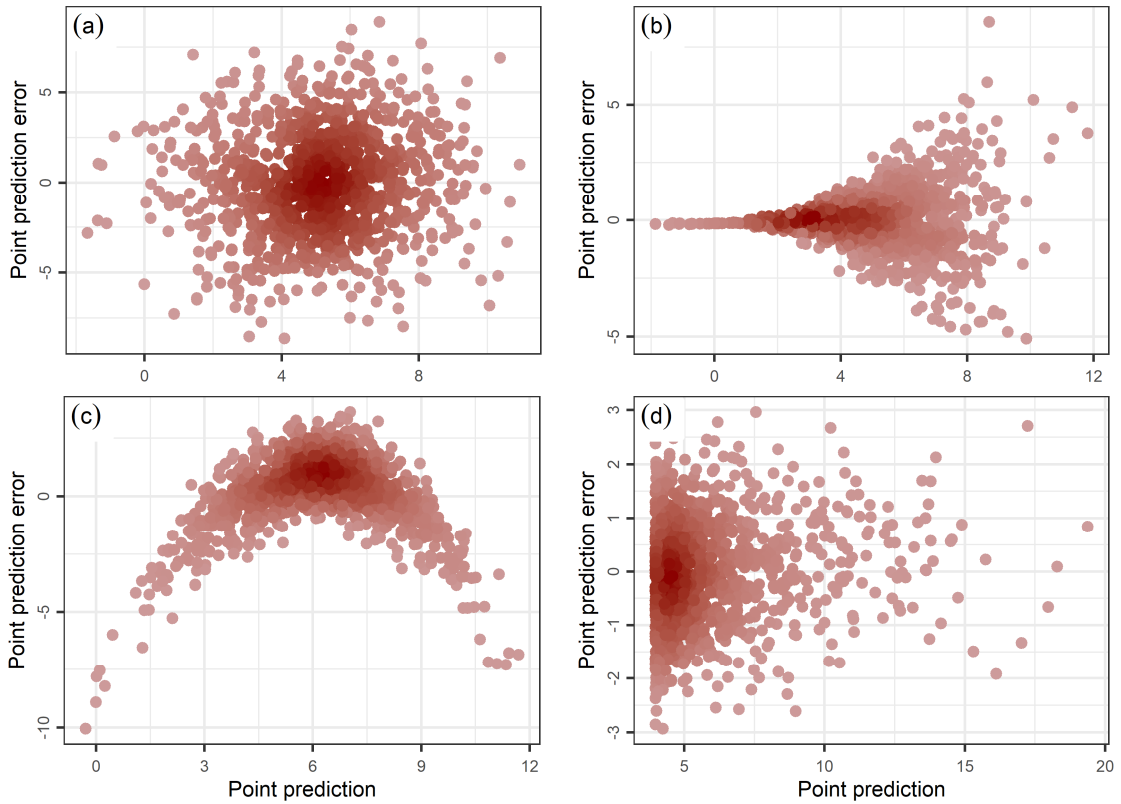 (a)
Point prediction error
5
0
-5
0 4 8
(b)
Point prediction error
5
0
-5
0 4 8 12
(c)
Point prediction error
0
-5
-10
0 3 6 9 12
Point prediction
(d)
Point prediction error
3
2
1
0
-1
-2
-3
5 10 15 20
Point prediction